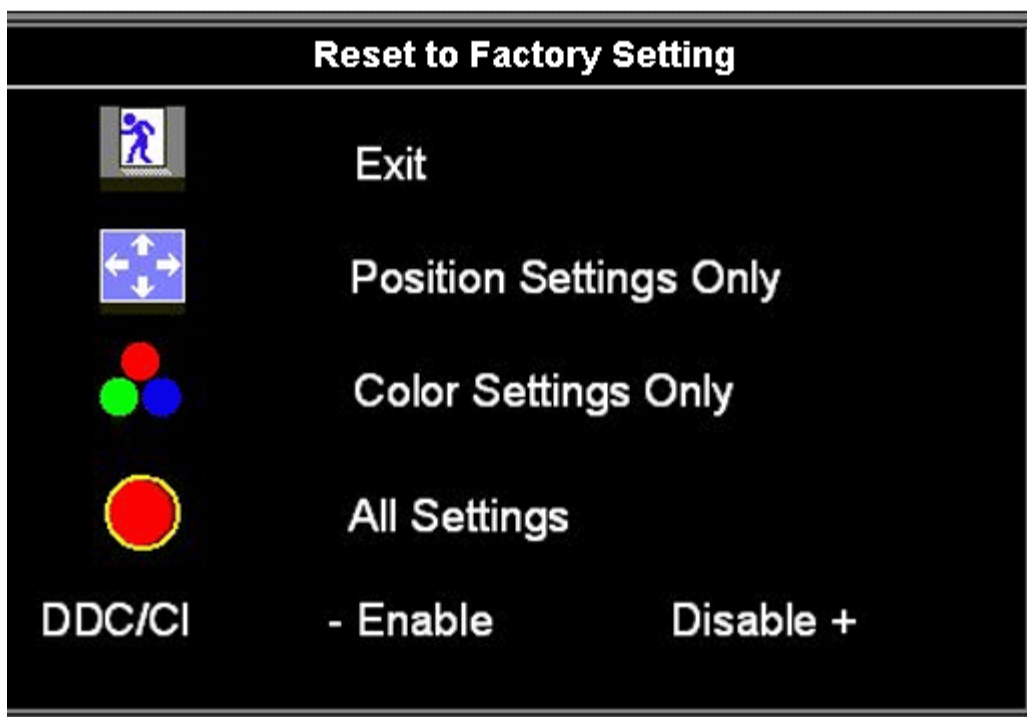 Reset to Factory Setting
Exit
Position Settings Only
Color Settings Only
All Settings
DDC/CI - Enable Disable +